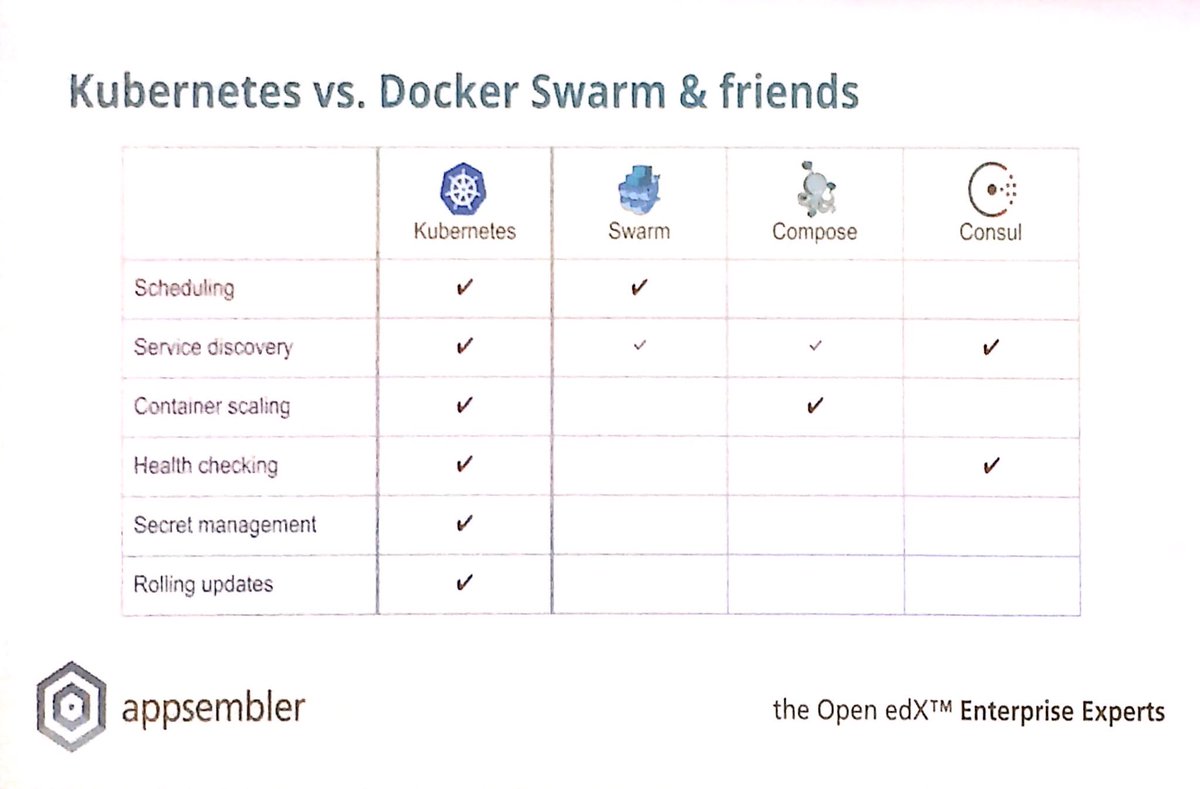 Kubernetes vs. Docker Swarm & friends
Kubernetes Swarm Compose Consul
Scheduling ✔ ✔
Service discovery ✔ ✓ ✓ ✔
Container scaling ✔ ✔
Health checking ✔ ✔
Secret management ✔
Rolling updates ✔
appsembler
the Open edX™ Enterprise Experts